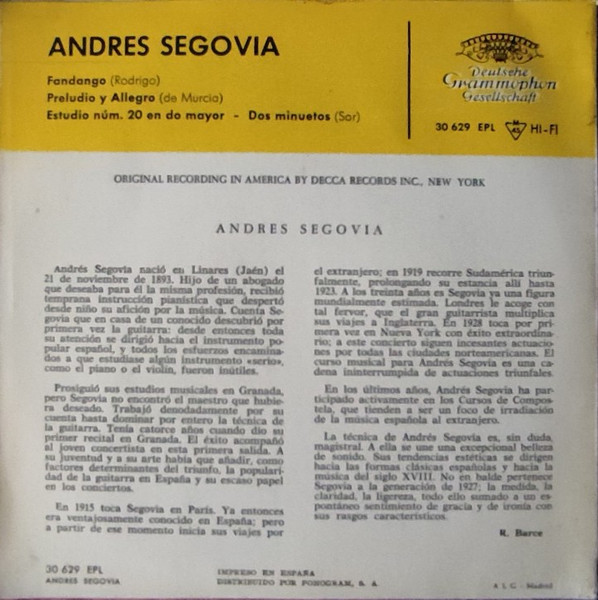 ANDRES SEGOVIA
Fandango (Rodrigo)
Preludio y Allegro (de Murcia)
Estudio núm. 20 en do mayor - Dos minuetos (Sor)
Deutsche
Grammophon
Gesellschaft
30 629 EPL M 45 HI-FI
ORIGINAL RECORDING IN AMERICA BY DECCA RECORDS INC., NEW YORK
ANDRES SEGOVIA
Andrés Segovia nació en Linares (Jaén) el
21 de noviembre de 1893. Hijo de un abogado
que deseaba para él la misma profesión, recibió
temprana instrucción pianística que despertó
desde niño su afición por la música. Cuenta Se-
govia que en casa de un conocido descubrió por
primera vez la guitarra: desde entonces toda
su atención se dirigió hacia el instrumento po-
pular español, y todos los esfuerzos encamina-
dos a que estudiase algún instrumento «serio»,
como el piano o el violín, fueron inútiles.
Prosiguió sus estudios musicales en Granada,
pero Segovia no encontró el maestro que hubie-
ra deseado. Trabajó denodadamente por su
cuenta hasta dominar por entero la técnica de
la guitarra. Tenía catorce años cuando dio su
primer recital en Granada. El éxito acompañó
al joven concertista en esta primera salida. A
su juventud y a su arte había que añadir, como
factores determinantes del triunfo, la populari-
dad de la guitarra en España y su escaso papel
en los conciertos.
En 1915 toca Segovia en París. Ya entonces
era ventajosamente conocido en España; pero
a partir de ese momento inicia sus viajes por
el extranjero; en 1919 recorre Sudamérica triun-
falmente, prolongando su estancia allí hasta
1923. A los treinta años es Segovia ya una figura
mundialmente estimada. Londres le acoge con
tal fervor, que el gran guitarrista multiplica
sus viajes a Inglaterra. En 1928 toca por pri-
mera vez en Nueva York con éxito extraordina-
rio; a este concierto siguen incesantes actuacio-
nes por todas las ciudades norteamericanas. El
curso musical para Andrés Segovia es una ca-
dena ininterrumpida de actuaciones triunfales.
En los últimos años, Andrés Segovia ha par-
ticipado activamente en los Cursos de Compos-
tela, que tienden a ser un foco de irradiación
de la música española al extranjero.
La técnica de Andrés Segovia es, sin duda,
magistral. A ella se une una excepcional belleza
de sonido. Sus tendencias estéticas se dirigen
hacia las formas clásicas españolas y hacia la
música del siglo XVIII. No en balde pertenece
Segovia a la generación de 1927; la medida, la
claridad, la ligereza, todo ello sumado a un es-
pontáneo sentimiento de gracia y de ironía con
sus rasgos característicos.
R. Barce
30 629 EPL
ANDRES SEGOVIA
IMPRESO EN ESPAÑA
DISTRIBUIDO POR FONOGRAM, S. A.
A L G - Madrid